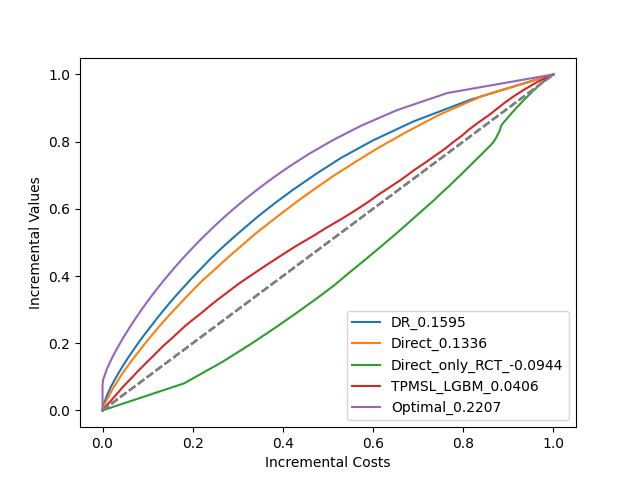 1.0
0.8
0.6
0.4
0.2
0.0
Incremental Values
DR_0.1595
Direct_0.1336
Direct_only_RCT_-0.0944
TPMSL_LGBM_0.0406
Optimal_0.2207
0.0 0.2 0.4 0.6 0.8 1.0
Incremental Costs